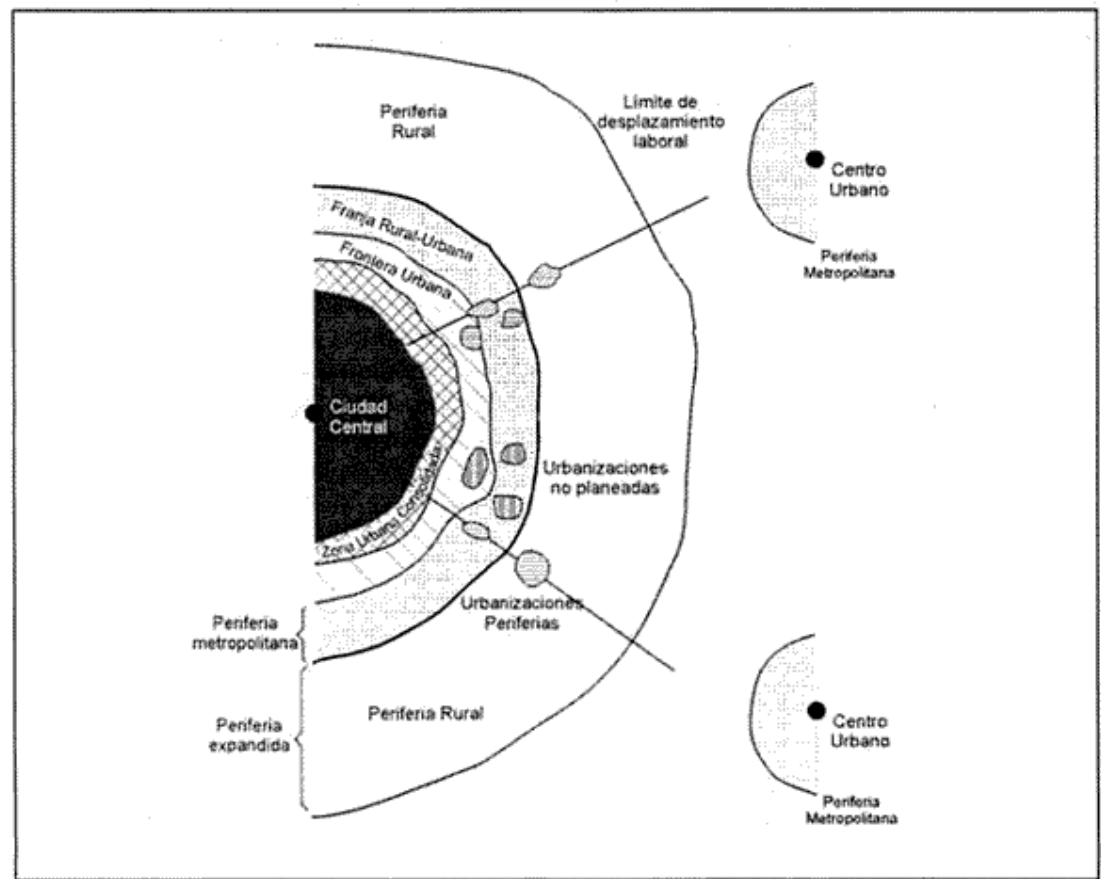 Periferia
Rural
Límite de
desplazamiento
laboral
Centro
Urbano
Periferia
Metropolitana
Franja Rural-Urbana
Frontera Urbana
Ciudad
Central
Zona Urbana Consolidada
Urbanizaciones
no planeadas
Urbanizaciones
Periferias
Periferia
metropolitana
Periferia Rural
Periferia
expandida
Centro
Urbano
Periferia
Metropolitana